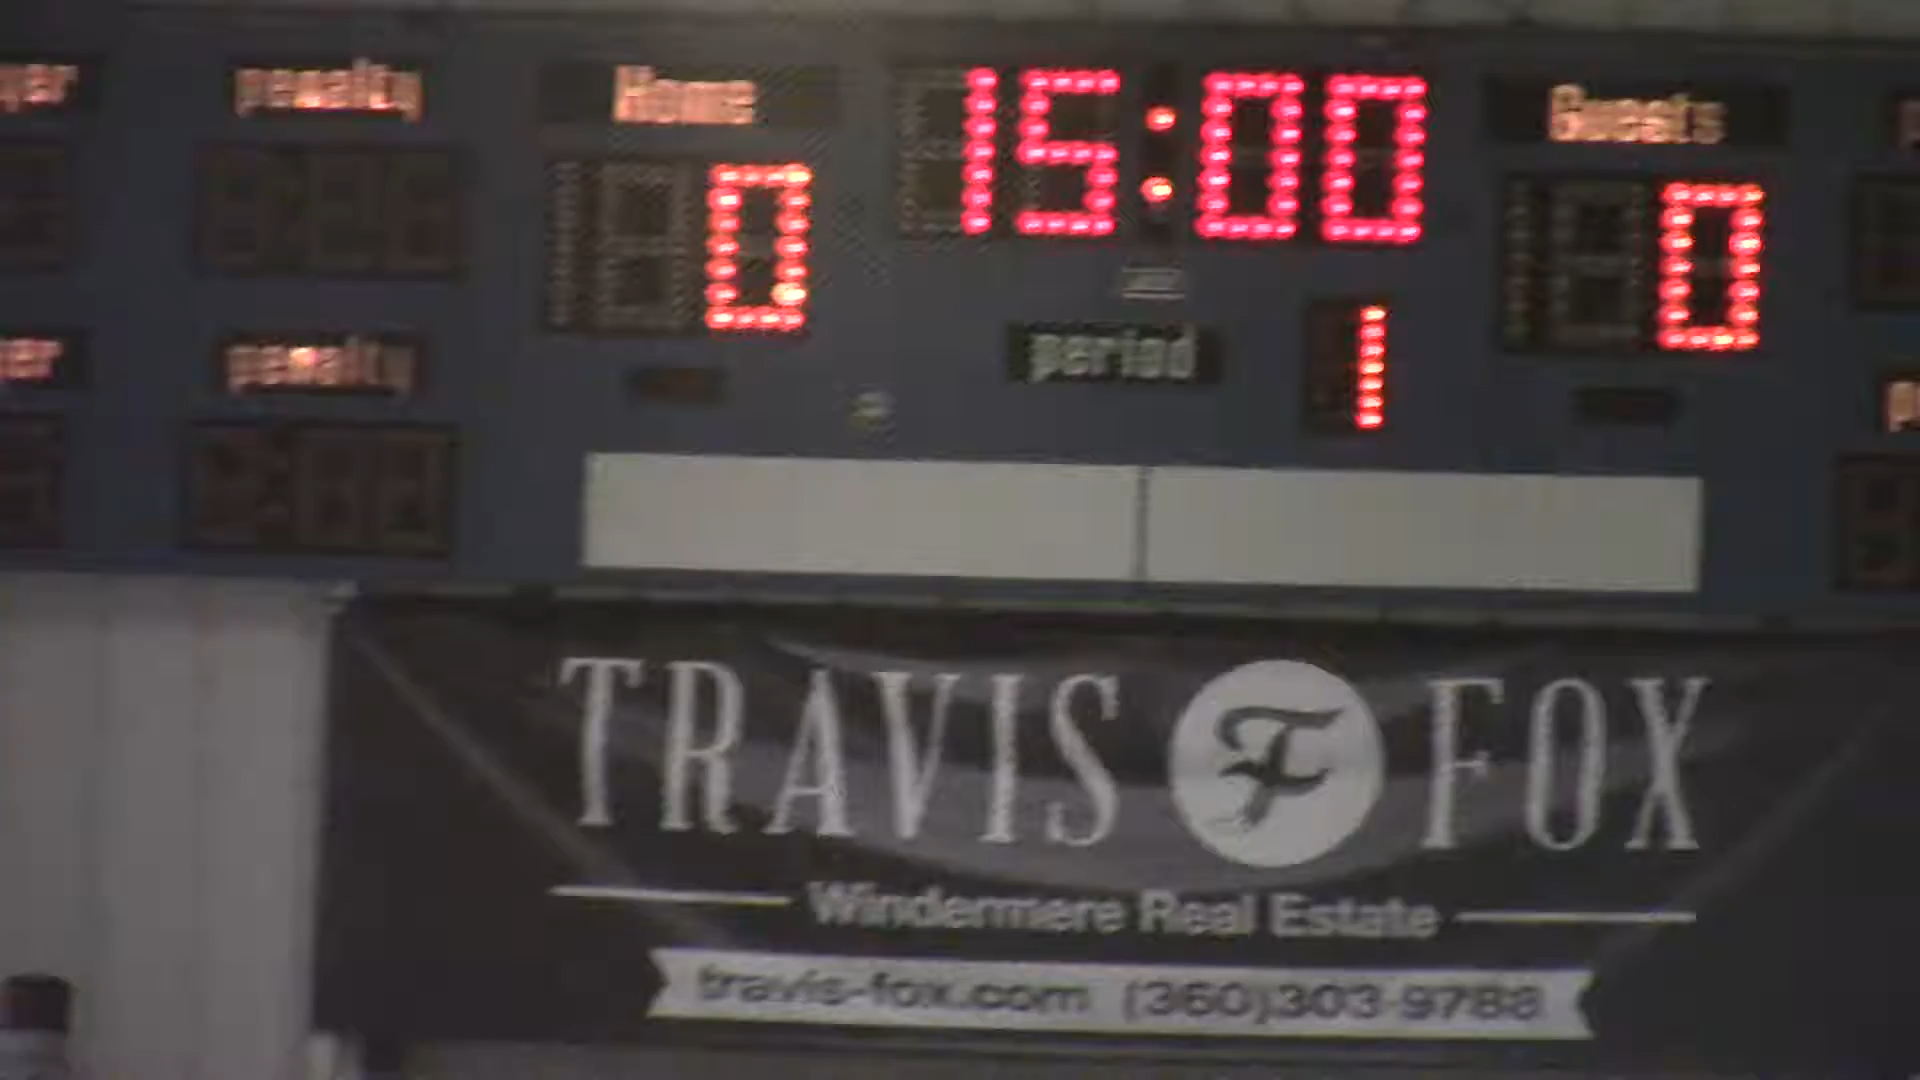 penalty Home 15:00 Guests
0 0
penalty period 1
TRAVIS F FOX
Windermere Real Estate
travis-fox.com (360)303-9788